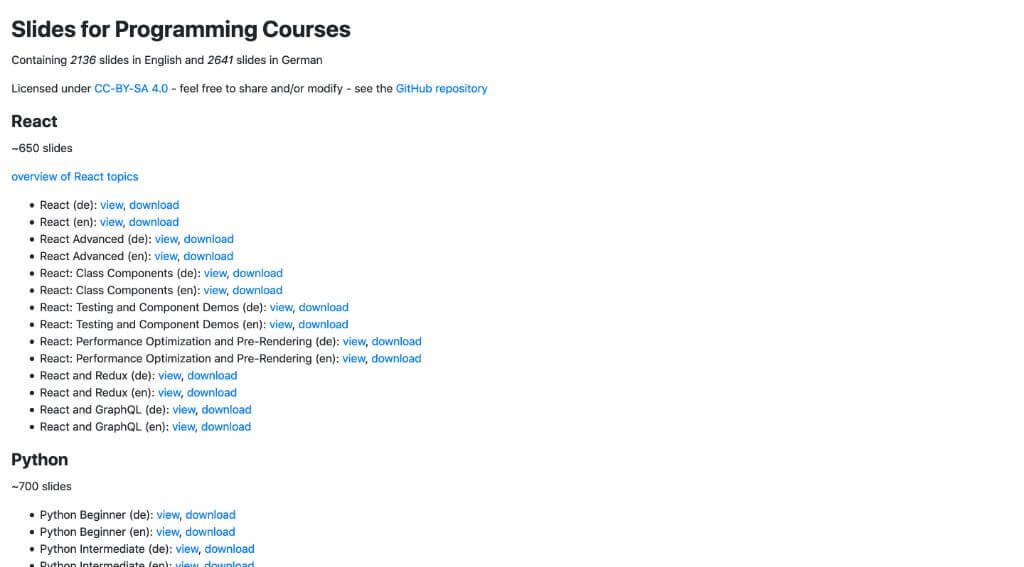 Slides for Programming Courses
Containing 2136 slides in English and 2641 slides in German
Licensed under CC-BY-SA 4.0 - feel free to share and/or modify - see the GitHub repository
React
~650 slides
overview of React topics
• React (de): view, download
• React (en): view, download
• React Advanced (de): view, download
• React Advanced (en): view, download
• React: Class Components (de): view, download
• React: Class Components (en): view, download
• React: Testing and Component Demos (de): view, download
• React: Testing and Component Demos (en): view, download
• React: Performance Optimization and Pre-Rendering (de): view, download
• React: Performance Optimization and Pre-Rendering (en): view, download
• React and Redux (de): view, download
• React and Redux (en): view, download
• React and GraphQL (de): view, download
• React and GraphQL (en): view, download
Python
~700 slides
• Python Beginner (de): view, download
• Python Beginner (en): view, download
• Python Intermediate (de): view, download
• Python Intermediate (en): view, download